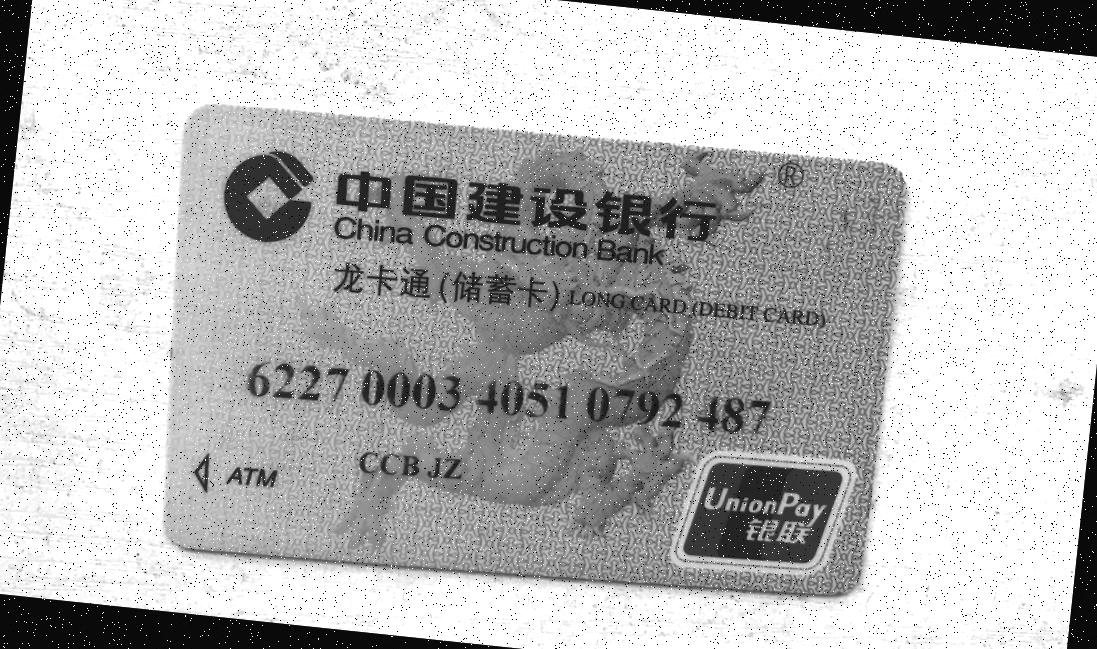 中国建设银行®
China Construction Bank
龙卡通(储蓄卡) LONG CARD (DEBIT CARD)
6227 0003 4051 0792 487
ATM CCB JZ
UnionPay
银联